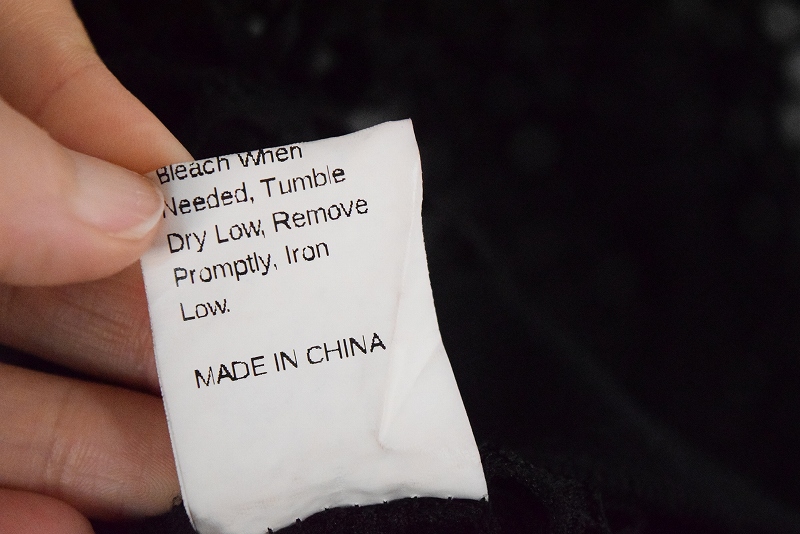 Bleach When
Needed, Tumble
Dry Low, Remove
Promptly, Iron
Low.
MADE IN CHINA